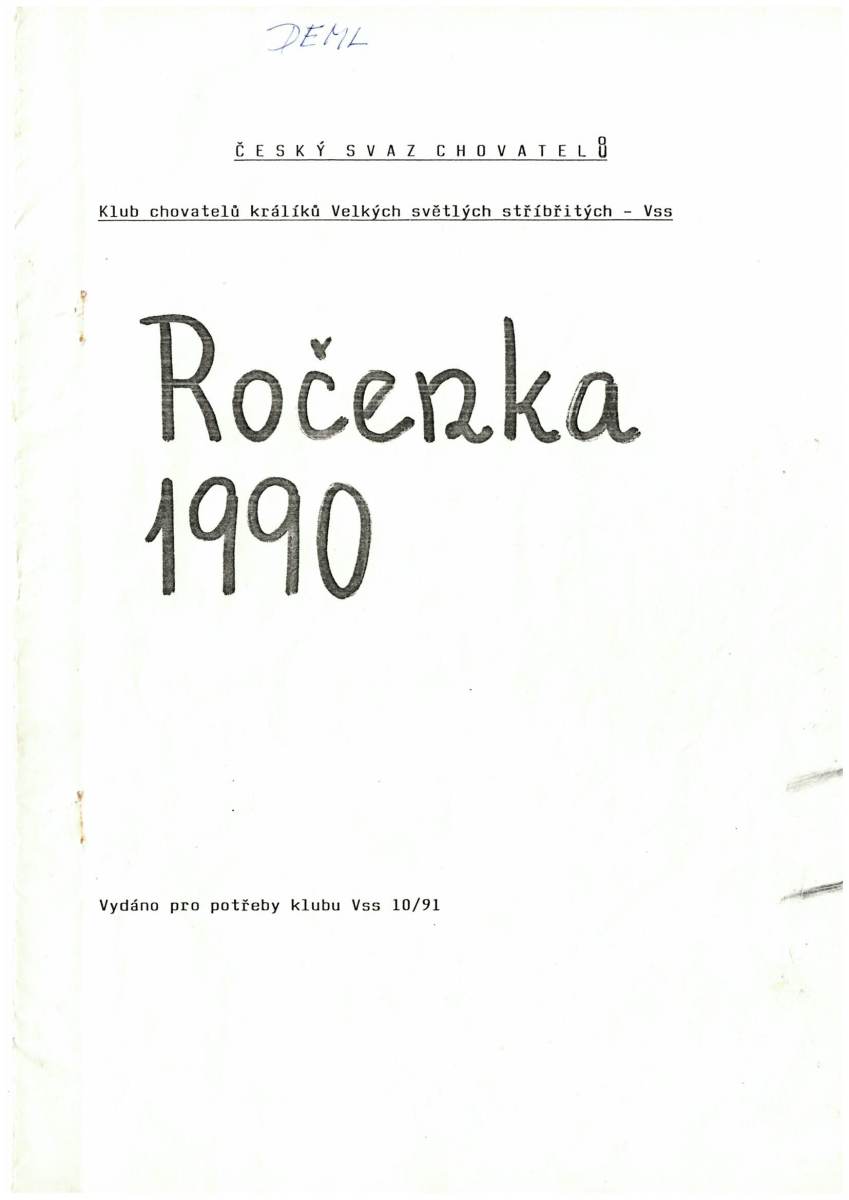 DEML
ČESKÝ SVAZ CHOVATELŮ
Klub chovatelů králíků Velkých světlých stříbřitých - Vss
Ročenka
1990
Vydáno pro potřeby klubu Vss 10/91